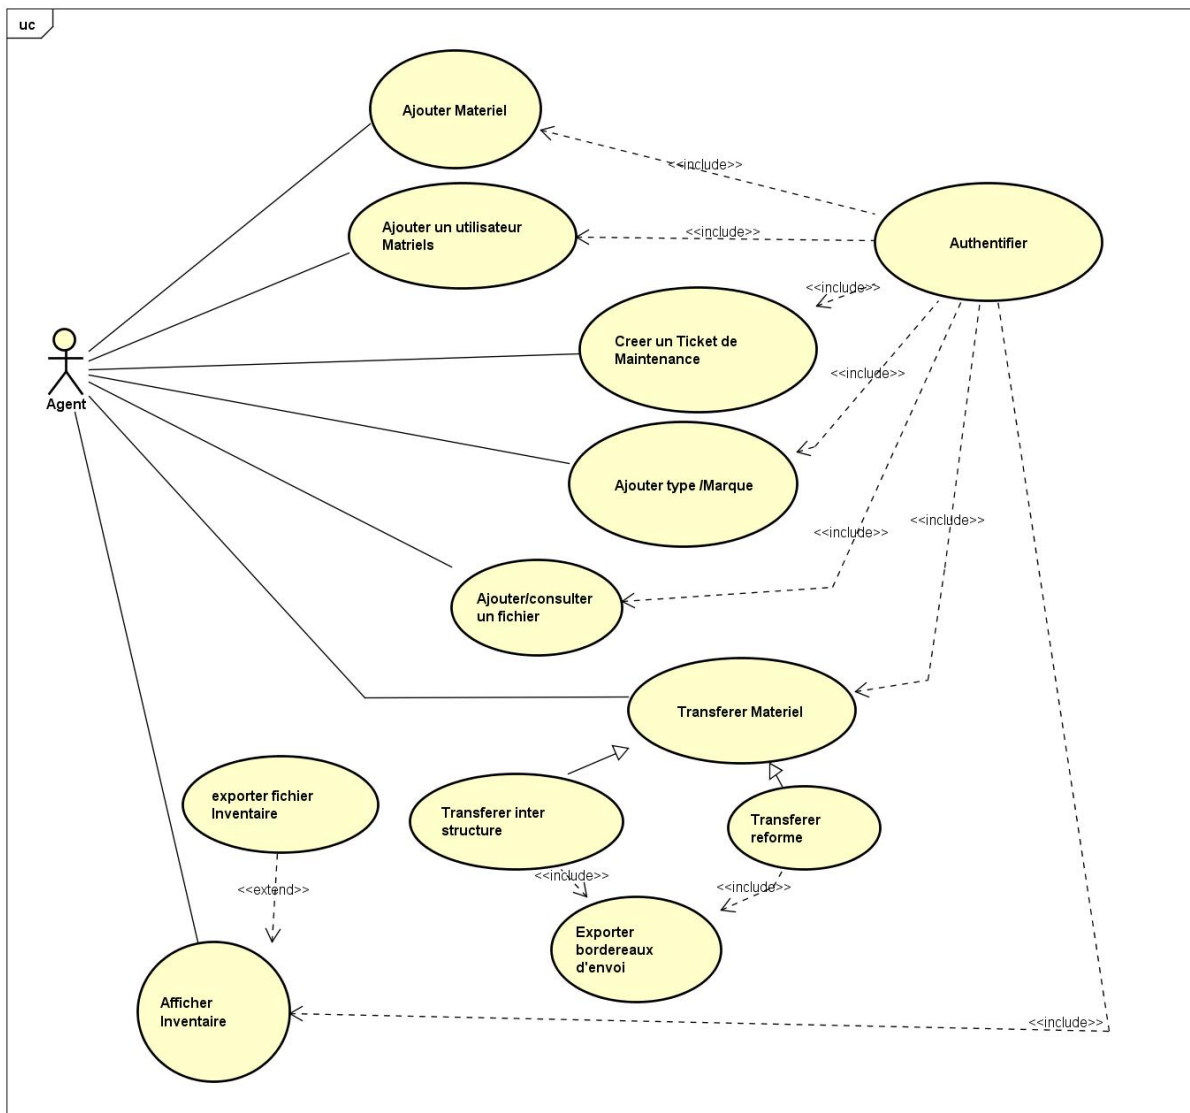 uc
Ajouter Materiel
<<include>>
Ajouter un utilisateur
Matriels
<<include>>
Authentifier
<<include>>
Creer un Ticket de
Maintenance
<<include>>
Agent
Ajouter type /Marque
<<include>>
<<include>>
Ajouter/consulter
un fichier
Transferer Materiel
exporter fichier
Inventaire
Transferer inter
structure
Transferer
reforme
<<extend>>
<<include>>
<<include>>
Exporter
bordereaux
d'envoi
Afficher
Inventaire
<<include>>